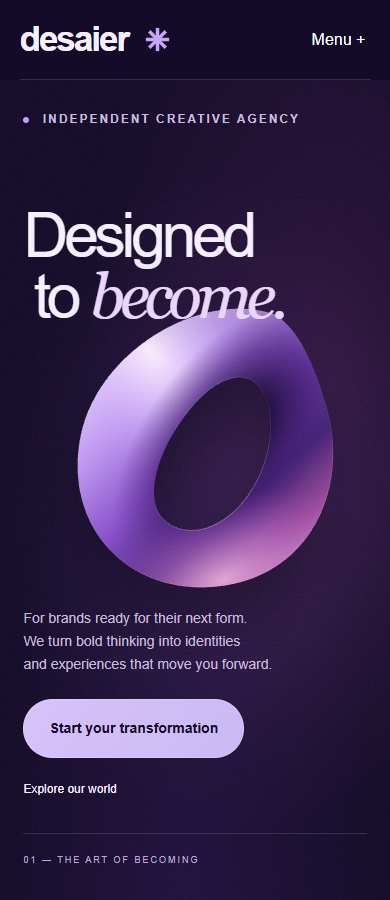 desaier
Menu +
INDEPENDENT CREATIVE AGENCY
Designed
to become.
For brands ready for their next form.
We turn bold thinking into identities
and experiences that move you forward.
Start your transformation
Explore our world
01 — THE ART OF BECOMING